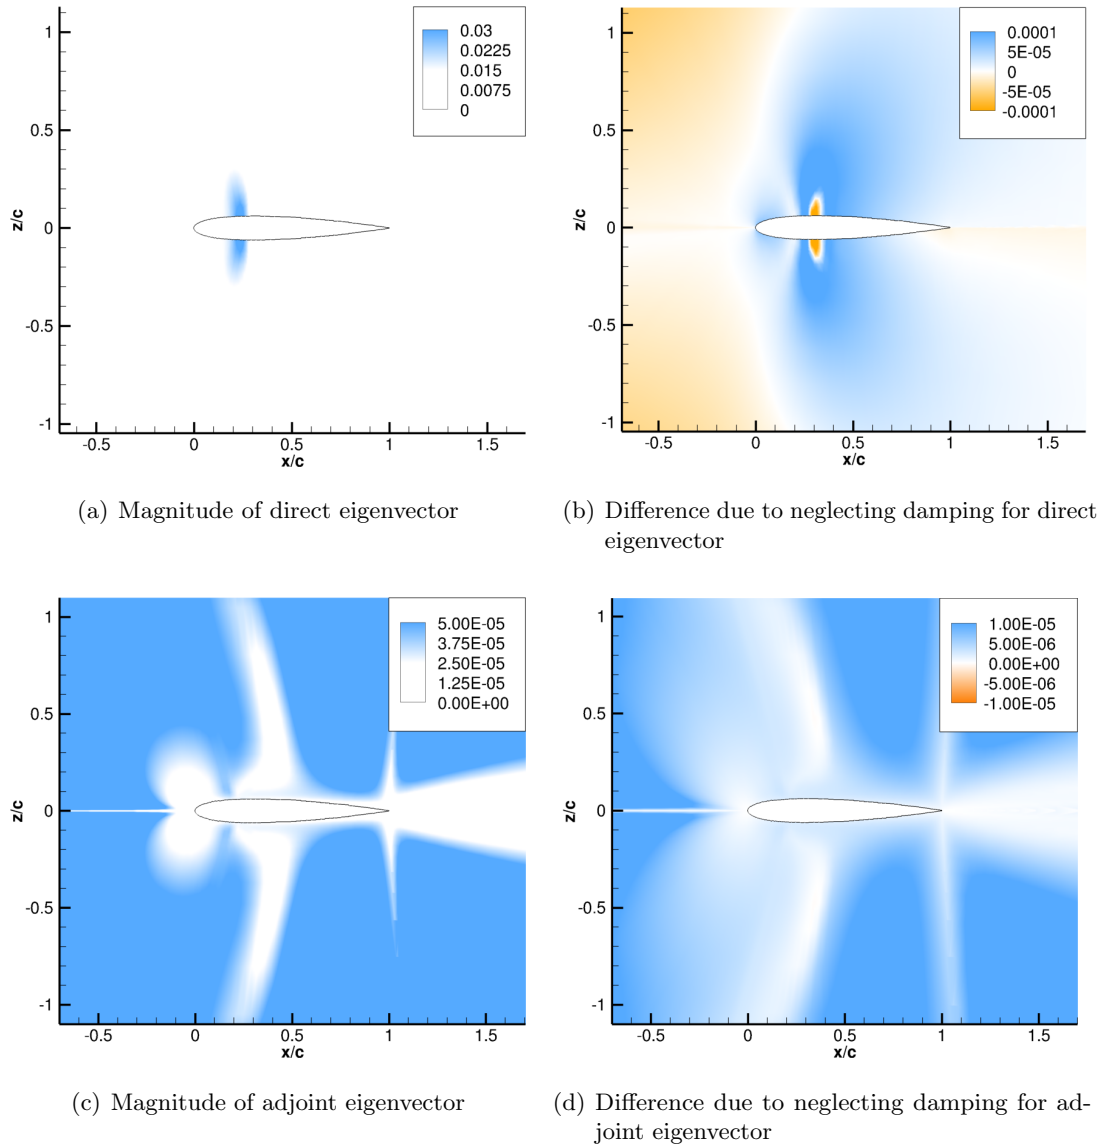 1
0.5
0
-0.5
-1
z/c
-0.5 0 0.5 1 1.5
x/c
0.03
0.0225
0.015
0.0075
0
(a) Magnitude of direct eigenvector
1
0.5
0
-0.5
-1
z/c
-0.5 0 0.5 1 1.5
x/c
0.0001
5E-05
0
-5E-05
-0.0001
(b) Difference due to neglecting damping for direct
eigenvector
1
0.5
0
-0.5
-1
z/c
-0.5 0 0.5 1 1.5
x/c
5.00E-05
3.75E-05
2.50E-05
1.25E-05
0.00E+00
(c) Magnitude of adjoint eigenvector
1
0.5
0
-0.5
-1
z/c
-0.5 0 0.5 1 1.5
x/c
1.00E-05
5.00E-06
0.00E+00
-5.00E-06
-1.00E-05
(d) Difference due to neglecting damping for ad-
joint eigenvector